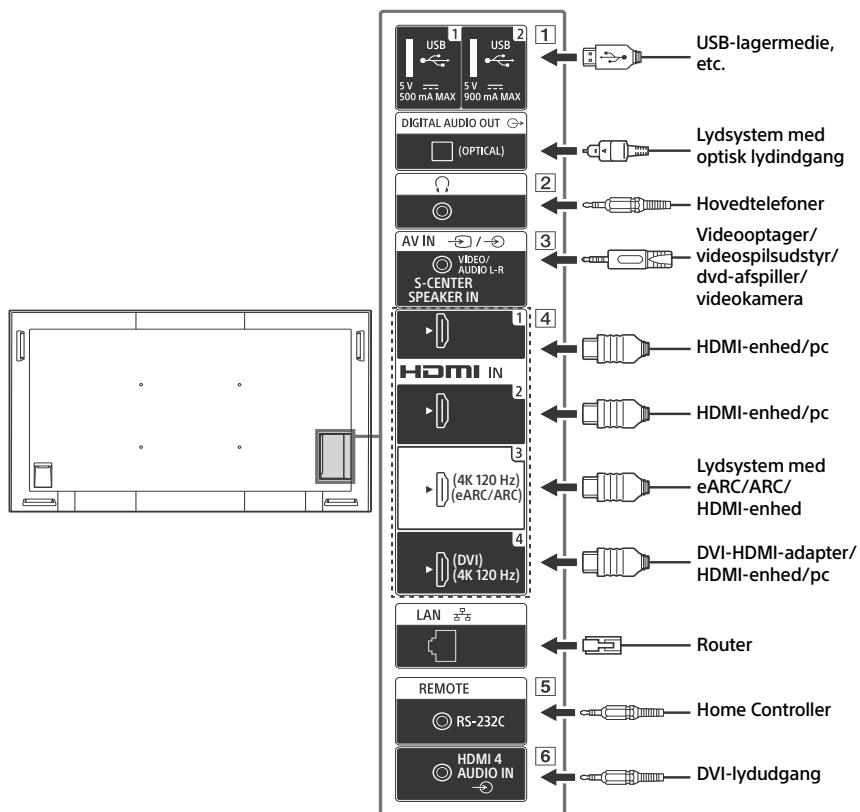 1 2 1
USB USB
5 V 5 V
500 mA MAX 900 mA MAX
USB-lagermedie,
etc.
DIGITAL AUDIO OUT
(OPTICAL)
Lydsystem med
optisk lydindgang
2
Hovedtelefoner
AV IN / 3
VIDEO/
AUDIO L-R
S-CENTER
SPEAKER IN
Videooptager/
videospilsudstyr/
dvd-afspiller/
videokamera
1 4
HDMI-enhed/pc
HDMI IN
2
HDMI-enhed/pc
3
(4K 120 Hz)
(eARC/ARC)
Lydsystem med
eARC/ARC/
HDMI-enhed
4
(DVI)
(4K 120 Hz)
DVI-HDMI-adapter/
HDMI-enhed/pc
LAN
Router
REMOTE 5
RS-232C
Home Controller
6
HDMI 4
AUDIO IN
DVI-lydudgang